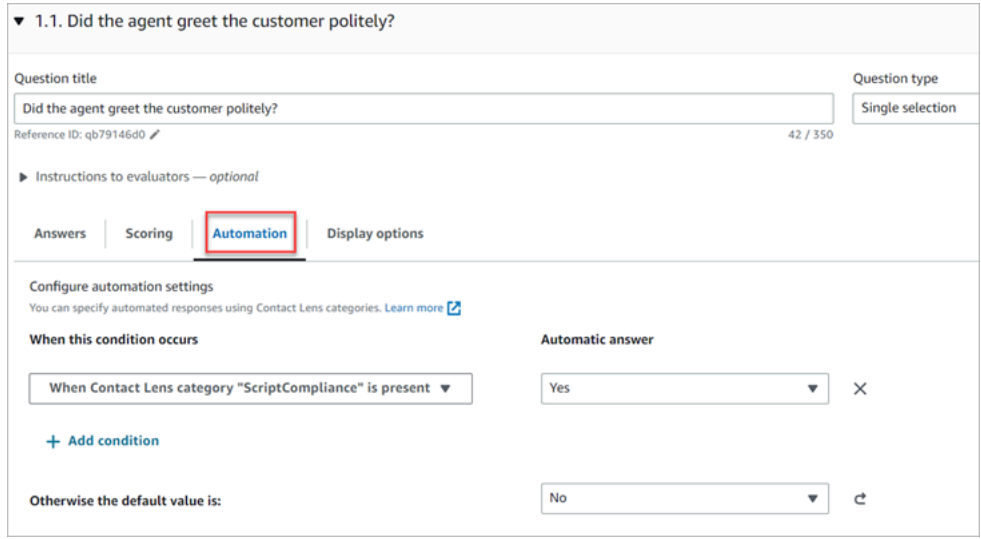 1.1. Did the agent greet the customer politely?
Question title
Question type
Did the agent greet the customer politely?
Single selection
Reference ID: qb79146d0
42 / 350
Instructions to evaluators — optional
Answers
Scoring
Automation
Display options
Configure automation settings
You can specify automated responses using Contact Lens categories. Learn more
When this condition occurs
Automatic answer
When Contact Lens category "ScriptCompliance" is present
Yes
+ Add condition
Otherwise the default value is:
No